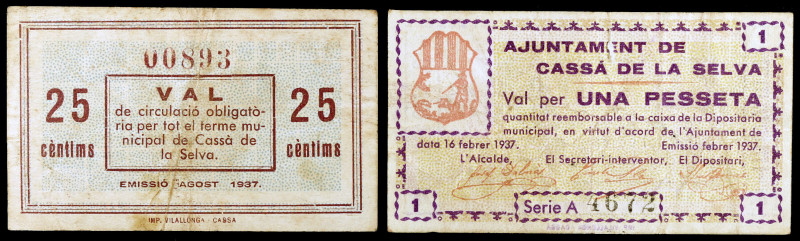 00893
VAL
de circulació obligatò-
ria per tot el terme mu-
nicipal de Cassà de
la Selva.
25
cèntims
25
cèntims
EMISSIÓ AGOST 1937.
IMP. VILALLONGA - CASSA
1
1
AJUNTAMENT DE
CASSÁ DE LA SELVA
Val per UNA PESSETA
quantitat reemborsable a la caixa de la Dipositaria
municipal, en virtut d'acord de l'Ajuntament de
data 16 febrer 1937.
Emissió febrer 1937.
L'Alcalde,
El Secretari-interventor,
El Dipositari,
1
Serie A 4672
1